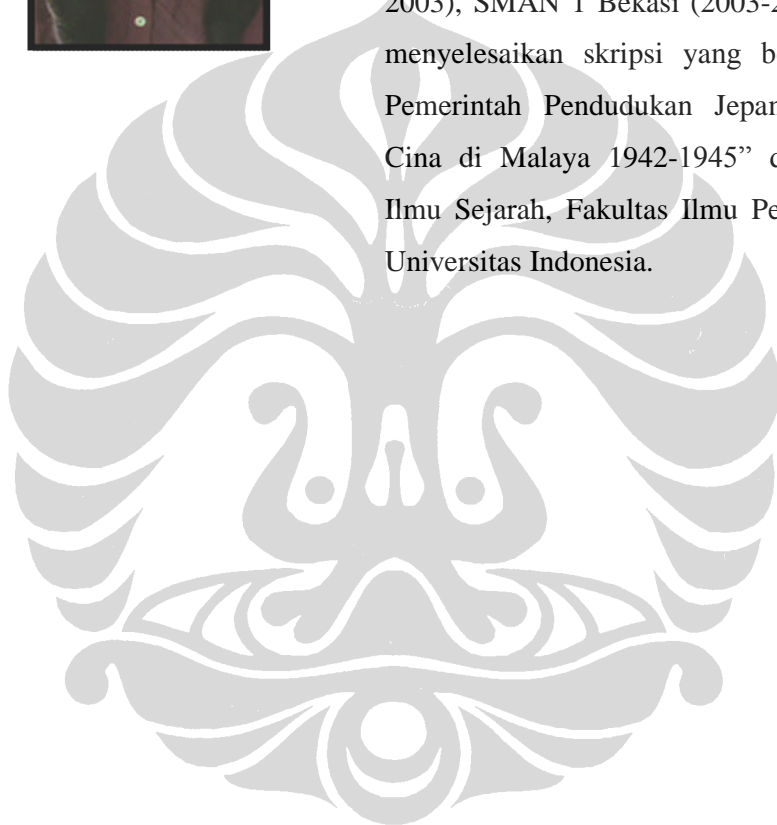 2003), SMAN 1 Bekasi (2003-2
menyelesaikan skripsi yang b
Pemerintah Pendudukan Jepan
Cina di Malaya 1942-1945” d
Ilmu Sejarah, Fakultas Ilmu Pe
Universitas Indonesia.